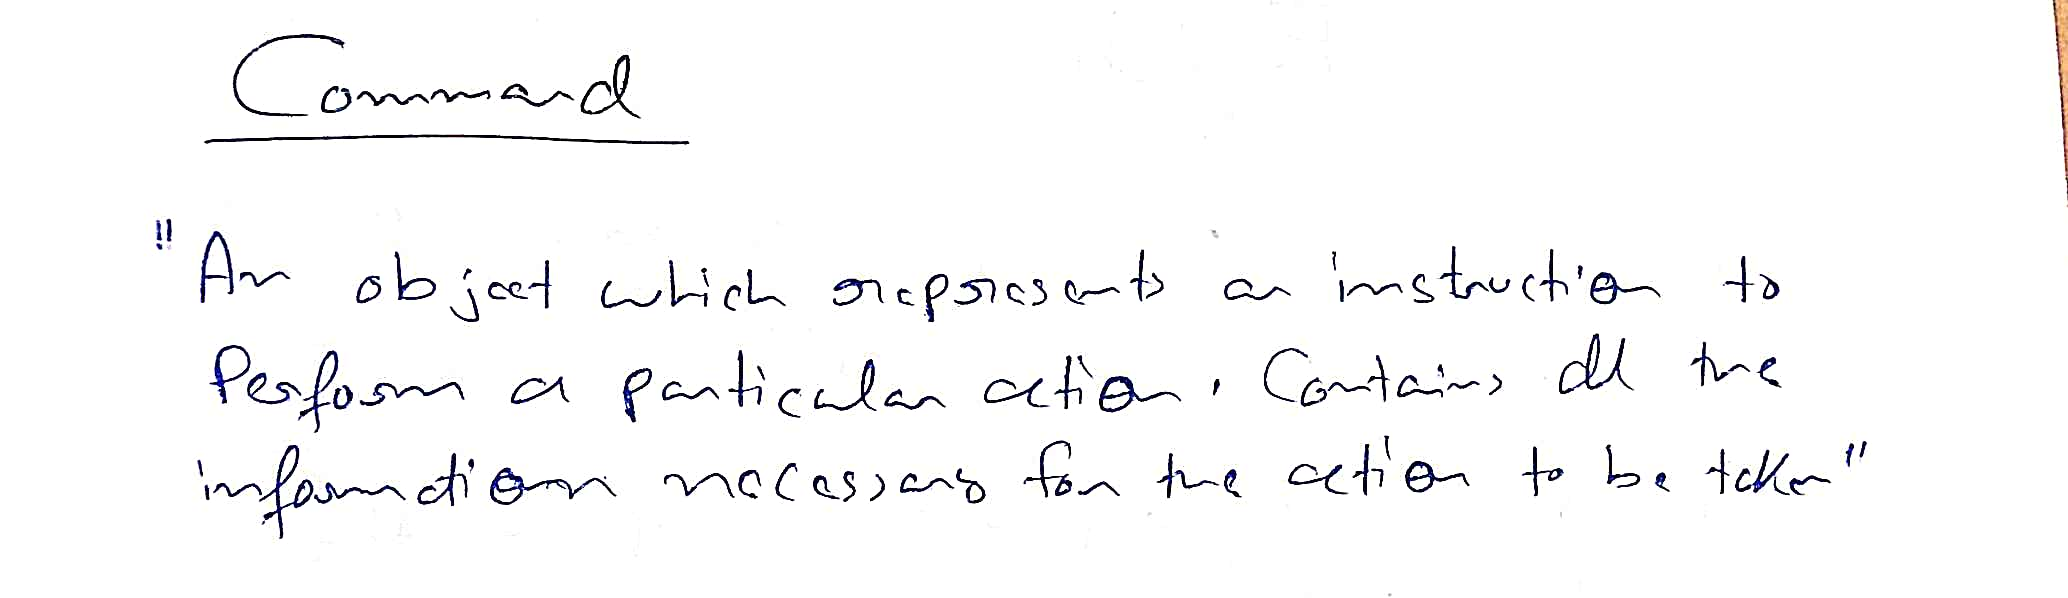 Command
"An object which represents an instruction to
Perform a particular action. Contains all the
information necessary for the action to be taken"